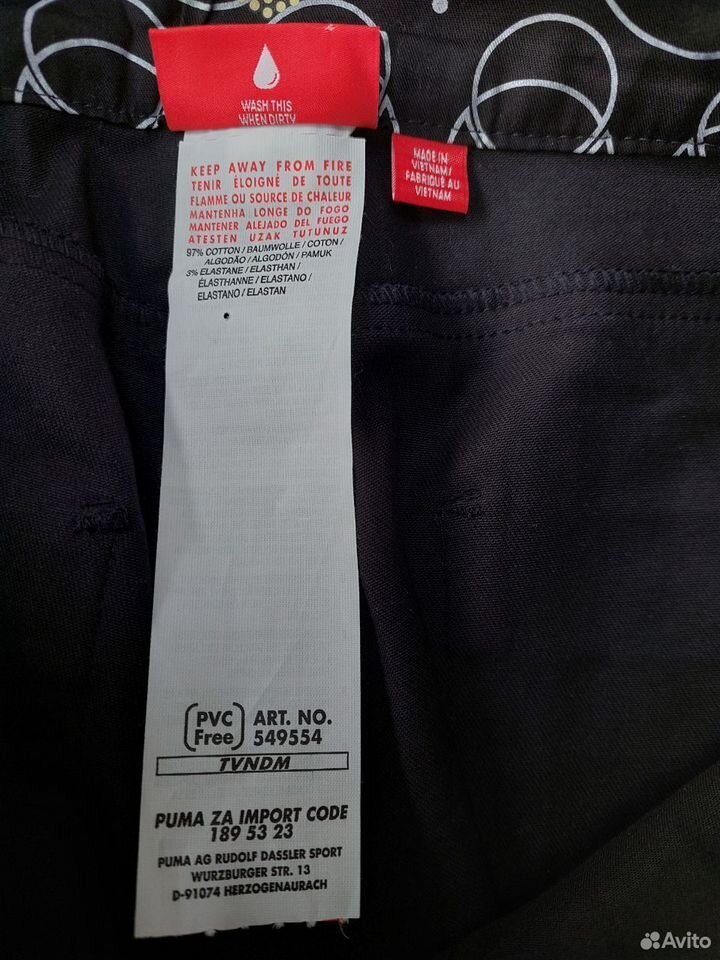 WASH THIS
WHEN DIRTY
MADE IN
VIETNAM/
FABRIQUÉ AU
VIETNAM
KEEP AWAY FROM FIRE
TENIR ÉLOIGNÉ DE TOUTE
FLAMME OU SOURCE DE CHALEUR
MANTENHA LONGE DO FOGO
MANTENER ALEJADO DEL FUEGO
ATESTEN UZAK TUTUNUZ
97% COTTON / BAUMWOLLE / COTON /
ALGODÃO / ALGODÓN / PAMUK
3% ELASTANE / ELASTHAN /
ÉLASTHANNE / ELASTANO /
ELASTANO / ELASTAN
PVC Free
ART. NO.
549554
TVNDM
PUMA ZA IMPORT CODE
189 53 23
PUMA AG RUDOLF DASSLER SPORT
WURZBURGER STR. 13
D-91074 HERZOGENAURACH
Avito